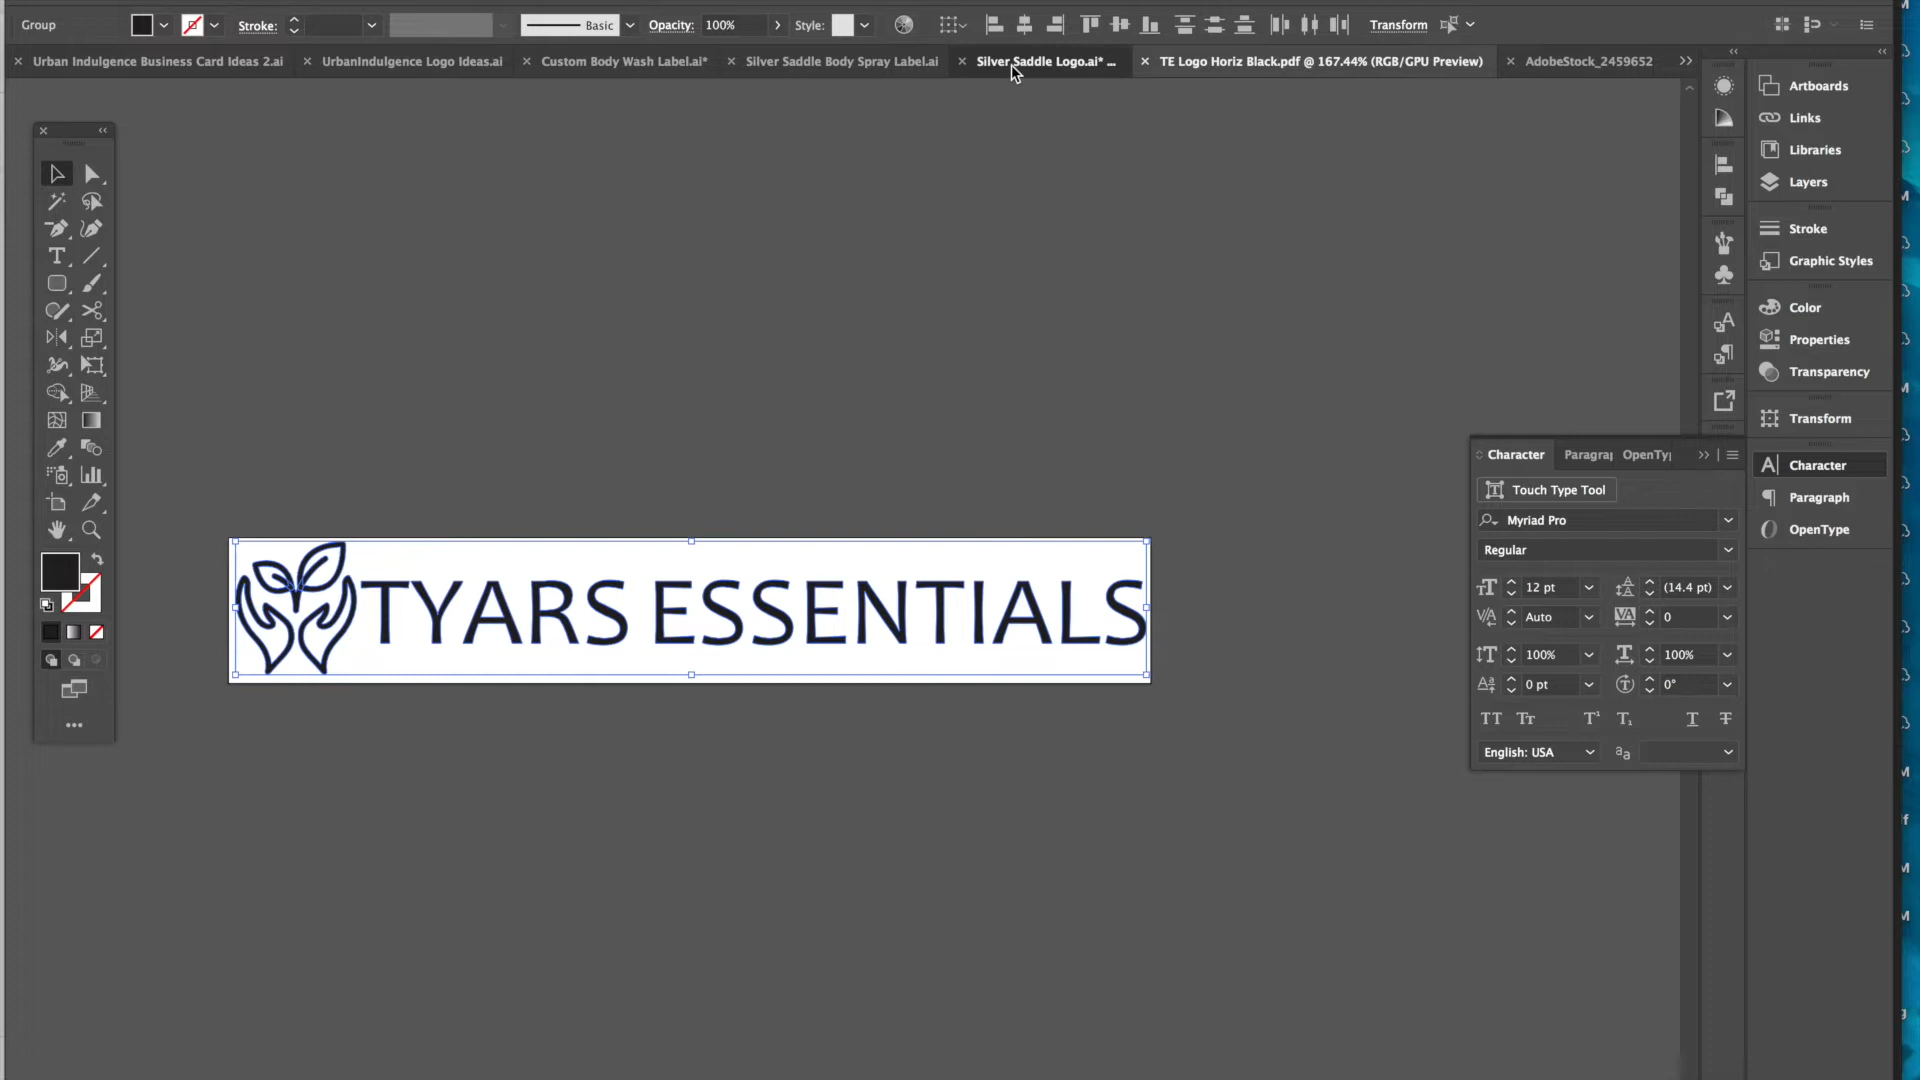 Group
Stroke:
Basic
Opacity: 100%
Style:
Transform
Urban Indulgence Business Card Ideas 2.ai
UrbanIndulgence Logo Ideas.ai
Custom Body Wash Label.ai*
Silver Saddle Body Spray Label.ai
Silver Saddle Logo.ai* ...
TE Logo Horiz Black.pdf @ 167.44% (RGB/GPU Preview)
AdobeStock_2459652
Artboards
Links
Libraries
Layers
Stroke
Graphic Styles
Color
Properties
Transparency
Transform
Character
Paragraph
OpenType
TYARS ESSENTIALS
Character
Paragra
OpenTy
Touch Type Tool
Myriad Pro
Regular
12 pt
(14.4 pt)
Auto
0
100%
100%
0 pt
0°
English: USA